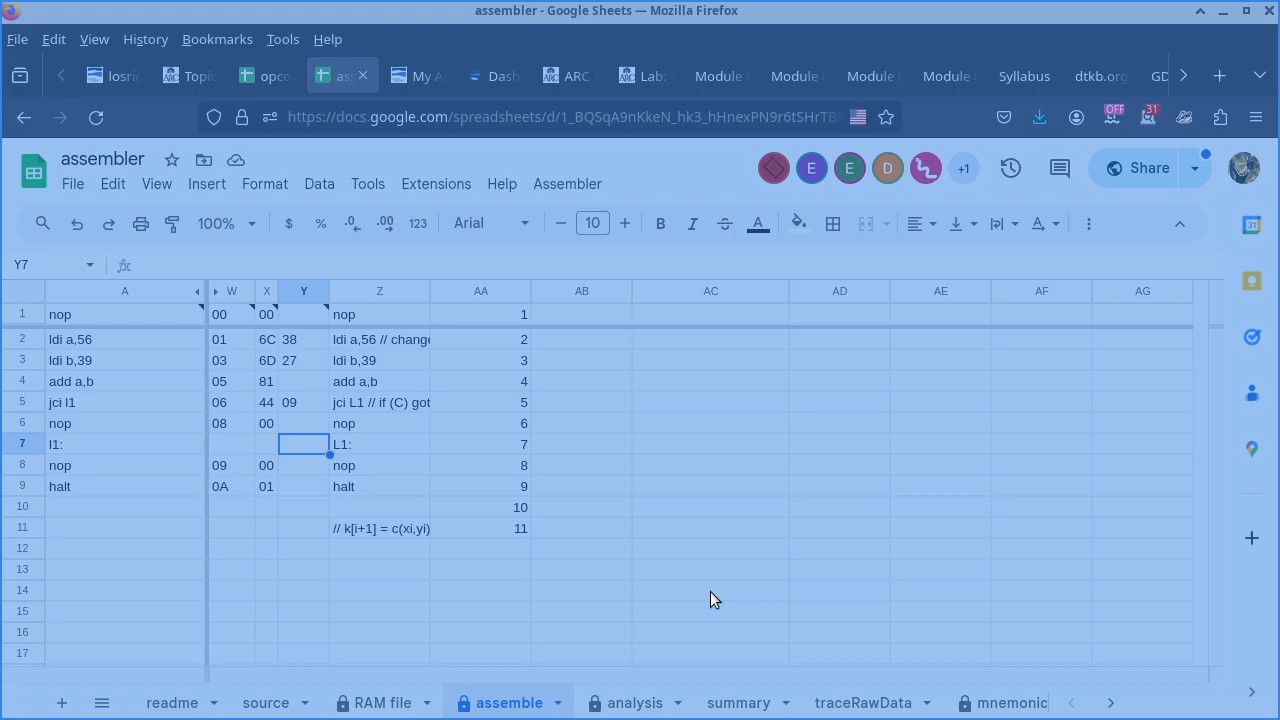 assembler - Google Sheets — Mozilla Firefox
File Edit View History Bookmarks Tools Help
losri Topic opco as My A Dash ARC Lab: Module Module Module Module Syllabus dtkb.org GD
https://docs.google.com/spreadsheets/d/1_BQSqA9nKkeN_hk3_hHnexPN9r6tSHrTB OFF 31
assembler
E E D +1 Share
File Edit View Insert Format Data Tools Extensions Help Assembler
100% $ % .0 .00 123 Arial 10 B I S A
31
Y7 fx
A W X Y Z AA AB AC AD AE AF AG
1 nop 00 00 nop 1
2 ldi a,56 01 6C 38 ldi a,56 // change 2
3 ldi b,39 03 6D 27 ldi b,39 3
4 add a,b 05 81 add a,b 4
5 jci l1 06 44 09 jci L1 // if (C) got 5
6 nop 08 00 nop 6
7 l1: L1: 7
8 nop 09 00 nop 8
9 halt 0A 01 halt 9
10 10
11 // k[i+1] = c(xi,yi) 11
12
13
14
15
16
17
readme source RAM file assemble analysis summary traceRawData mnemonic